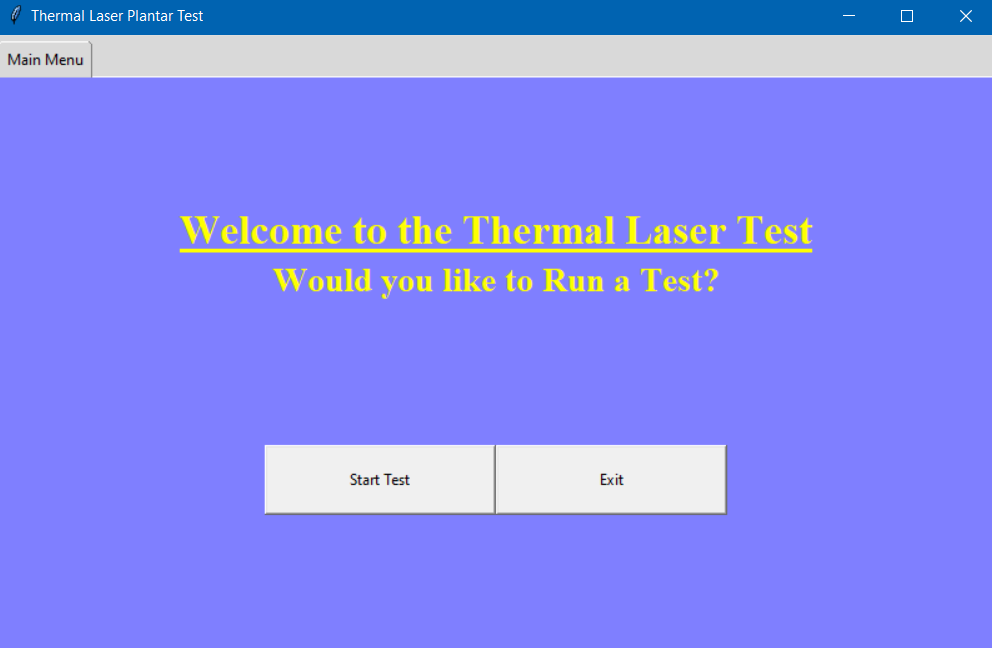 Thermal Laser Plantar Test
Main Menu
Welcome to the Thermal Laser Test
Would you like to Run a Test?
Start Test
Exit